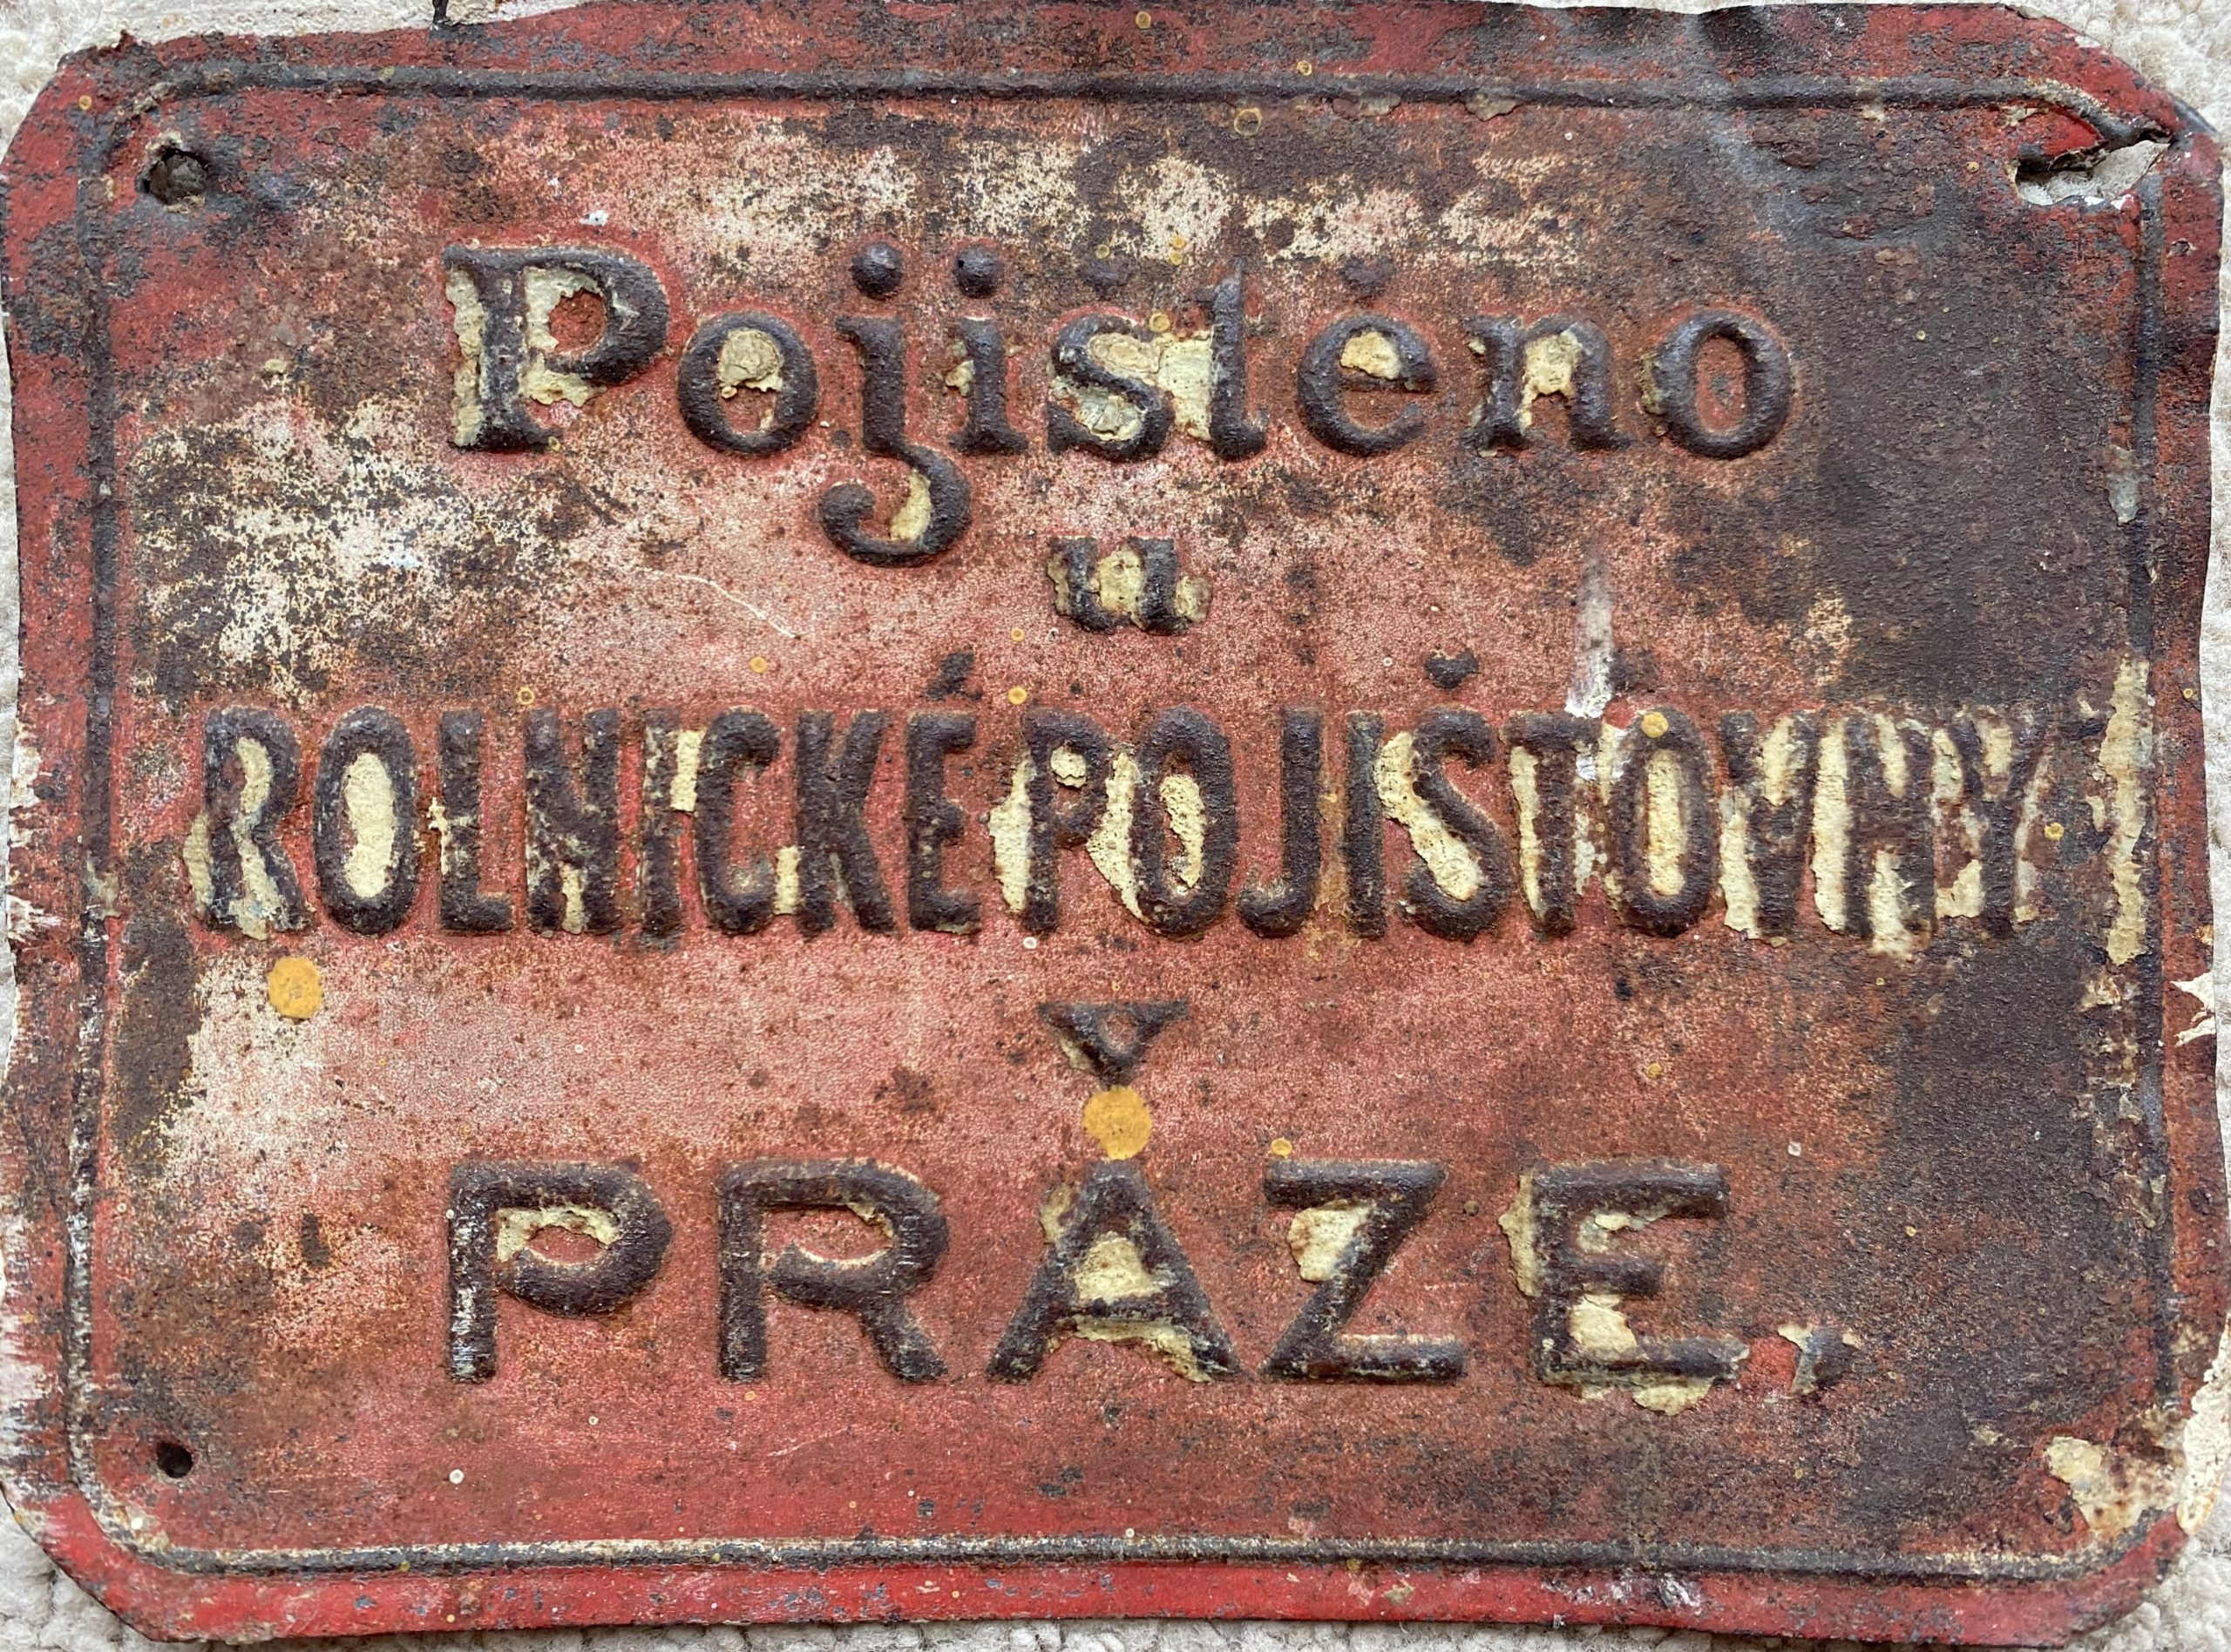 Pojištěno
u
ROLNICKÉ POJIŠŤOVNY
v
PRAZE.